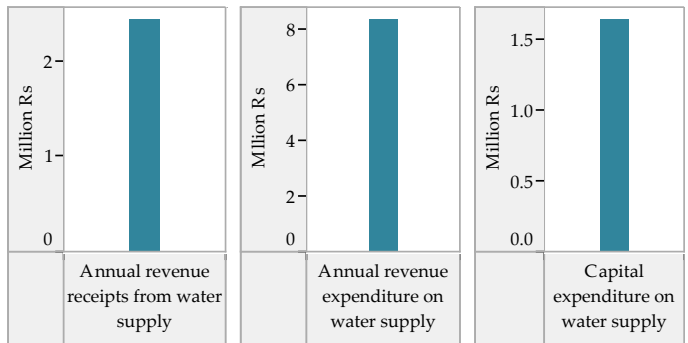 Million Rs
2
1
0
Annual revenue
receipts from water
supply
Mllion Rs
8
6
4
2
0
Annual revenue
expenditure on
water supply
Million Rs
1.5
1.0
0.5
0.0
Capital
expenditure on
water supply